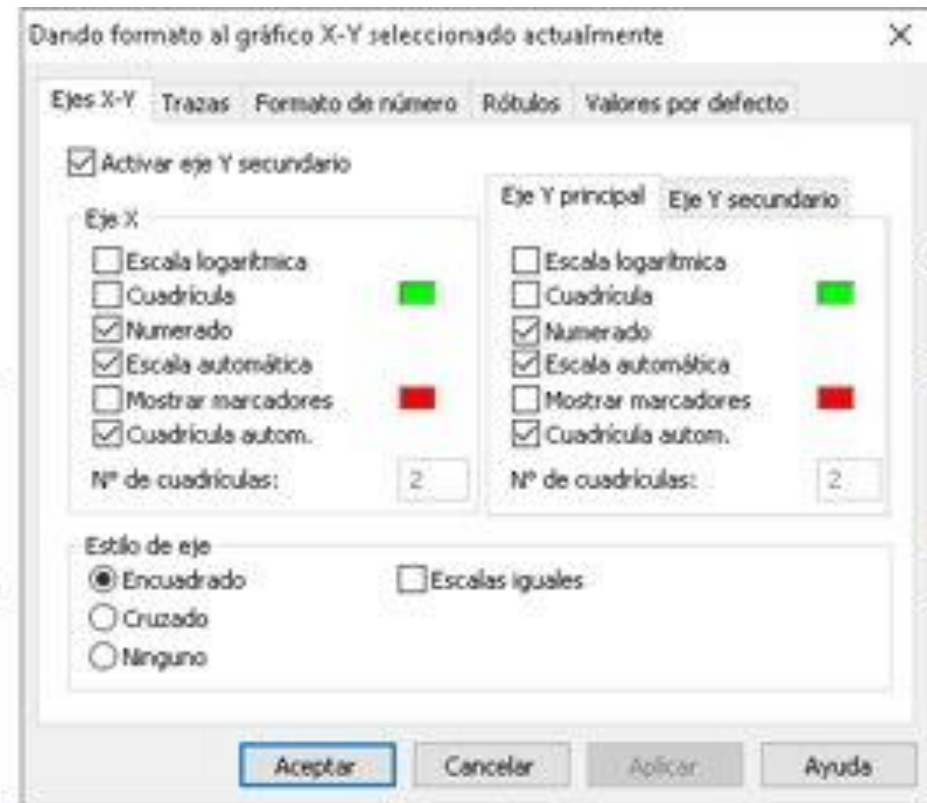 Dando formato al gráfico X-Y seleccionado actualmente
Ejes X-Y Trazas Formato de número Rótulos Valores por defecto
Activar eje Y secundario
Eje X
Escala logarítmica
Cuadrícula
Numerado
Escala automática
Mostrar marcadores
Cuadrícula autom.
Nº de cuadrículas: 2
Eje Y principal Eje Y secundario
Escala logarítmica
Cuadrícula
Numerado
Escala automática
Mostrar marcadores
Cuadrícula autom.
Nº de cuadrículas: 2
Estilo de eje
Encuadrado
Cruzado
Ninguno
Escalas iguales
Aceptar Cancelar Aplicar Ayuda